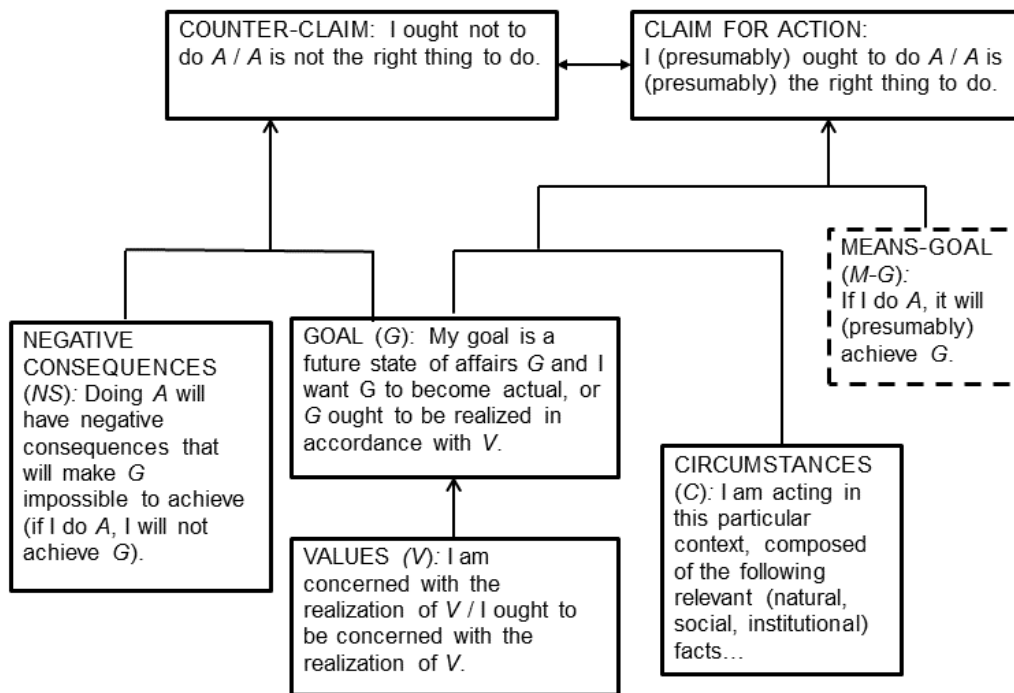 COUNTER-CLAIM: I ought not to
do A / A is not the right thing to do.
CLAIM FOR ACTION:
I (presumably) ought to do A / A is
(presumably) the right thing to do.
MEANS-GOAL
(M-G):
If I do A, it will
(presumably)
achieve G.
NEGATIVE
CONSEQUENCES
(NS): Doing A will
have negative
consequences that
will make G
impossible to achieve
(if I do A, I will not
achieve G).
GOAL (G): My goal is a
future state of affairs G and I
want G to become actual, or
G ought to be realized in
accordance with V.
CIRCUMSTANCES
(C): I am acting in
this particular
context, composed
of the following
relevant (natural,
social, institutional)
facts…
VALUES (V): I am
concerned with the
realization of V / I ought to
be concerned with the
realization of V.